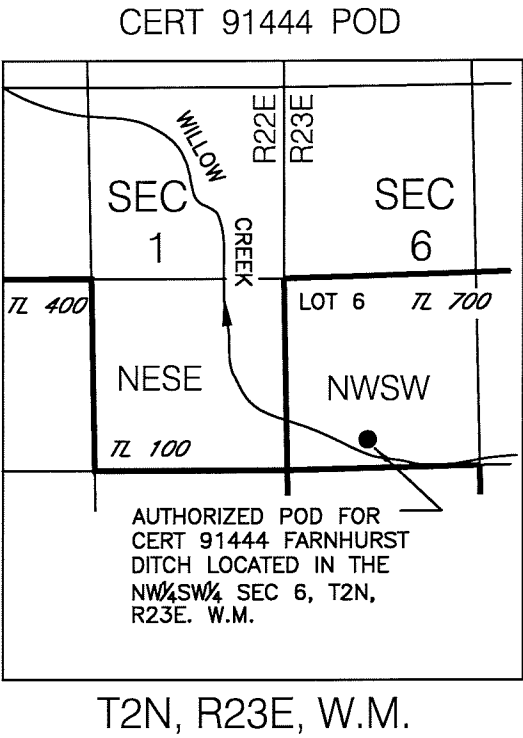 CERT 91444 POD
WILLOW
CREEK
R22E
R23E
SEC
1
SEC
6
TL 400
LOT 6
TL 700
NESE
NWSW
TL 100
AUTHORIZED POD FOR
CERT 91444 FARNHURST
DITCH LOCATED IN THE
NW¼SW¼ SEC 6, T2N,
R23E. W.M.
T2N, R23E, W.M.